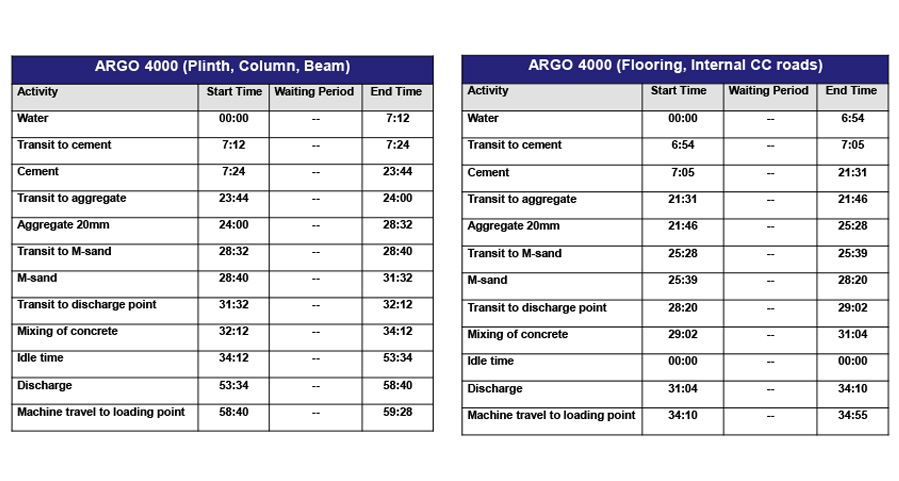 ARGO 4000 (Plinth, Column, Beam)
Activity Start Time Waiting Period End Time
Water 00:00 -- 7:12
Transit to cement 7:12 -- 7:24
Cement 7:24 -- 23:44
Transit to aggregate 23:44 -- 24:00
Aggregate 20mm 24:00 -- 28:32
Transit to M-sand 28:32 -- 28:40
M-sand 28:40 -- 31:32
Transit to discharge point 31:32 -- 32:12
Mixing of concrete 32:12 -- 34:12
Idle time 34:12 -- 53:34
Discharge 53:34 -- 58:40
Machine travel to loading point 58:40 -- 59:28
ARGO 4000 (Flooring, Internal CC roads)
Activity Start Time Waiting Period End Time
Water 00:00 -- 6:54
Transit to cement 6:54 -- 7:05
Cement 7:05 -- 21:31
Transit to aggregate 21:31 -- 21:46
Aggregate 20mm 21:46 -- 25:28
Transit to M-sand 25:28 -- 25:39
M-sand 25:39 -- 28:20
Transit to discharge point 28:20 -- 29:02
Mixing of concrete 29:02 -- 31:04
Idle time 00:00 -- 00:00
Discharge 31:04 -- 34:10
Machine travel to loading point 34:10 -- 34:55